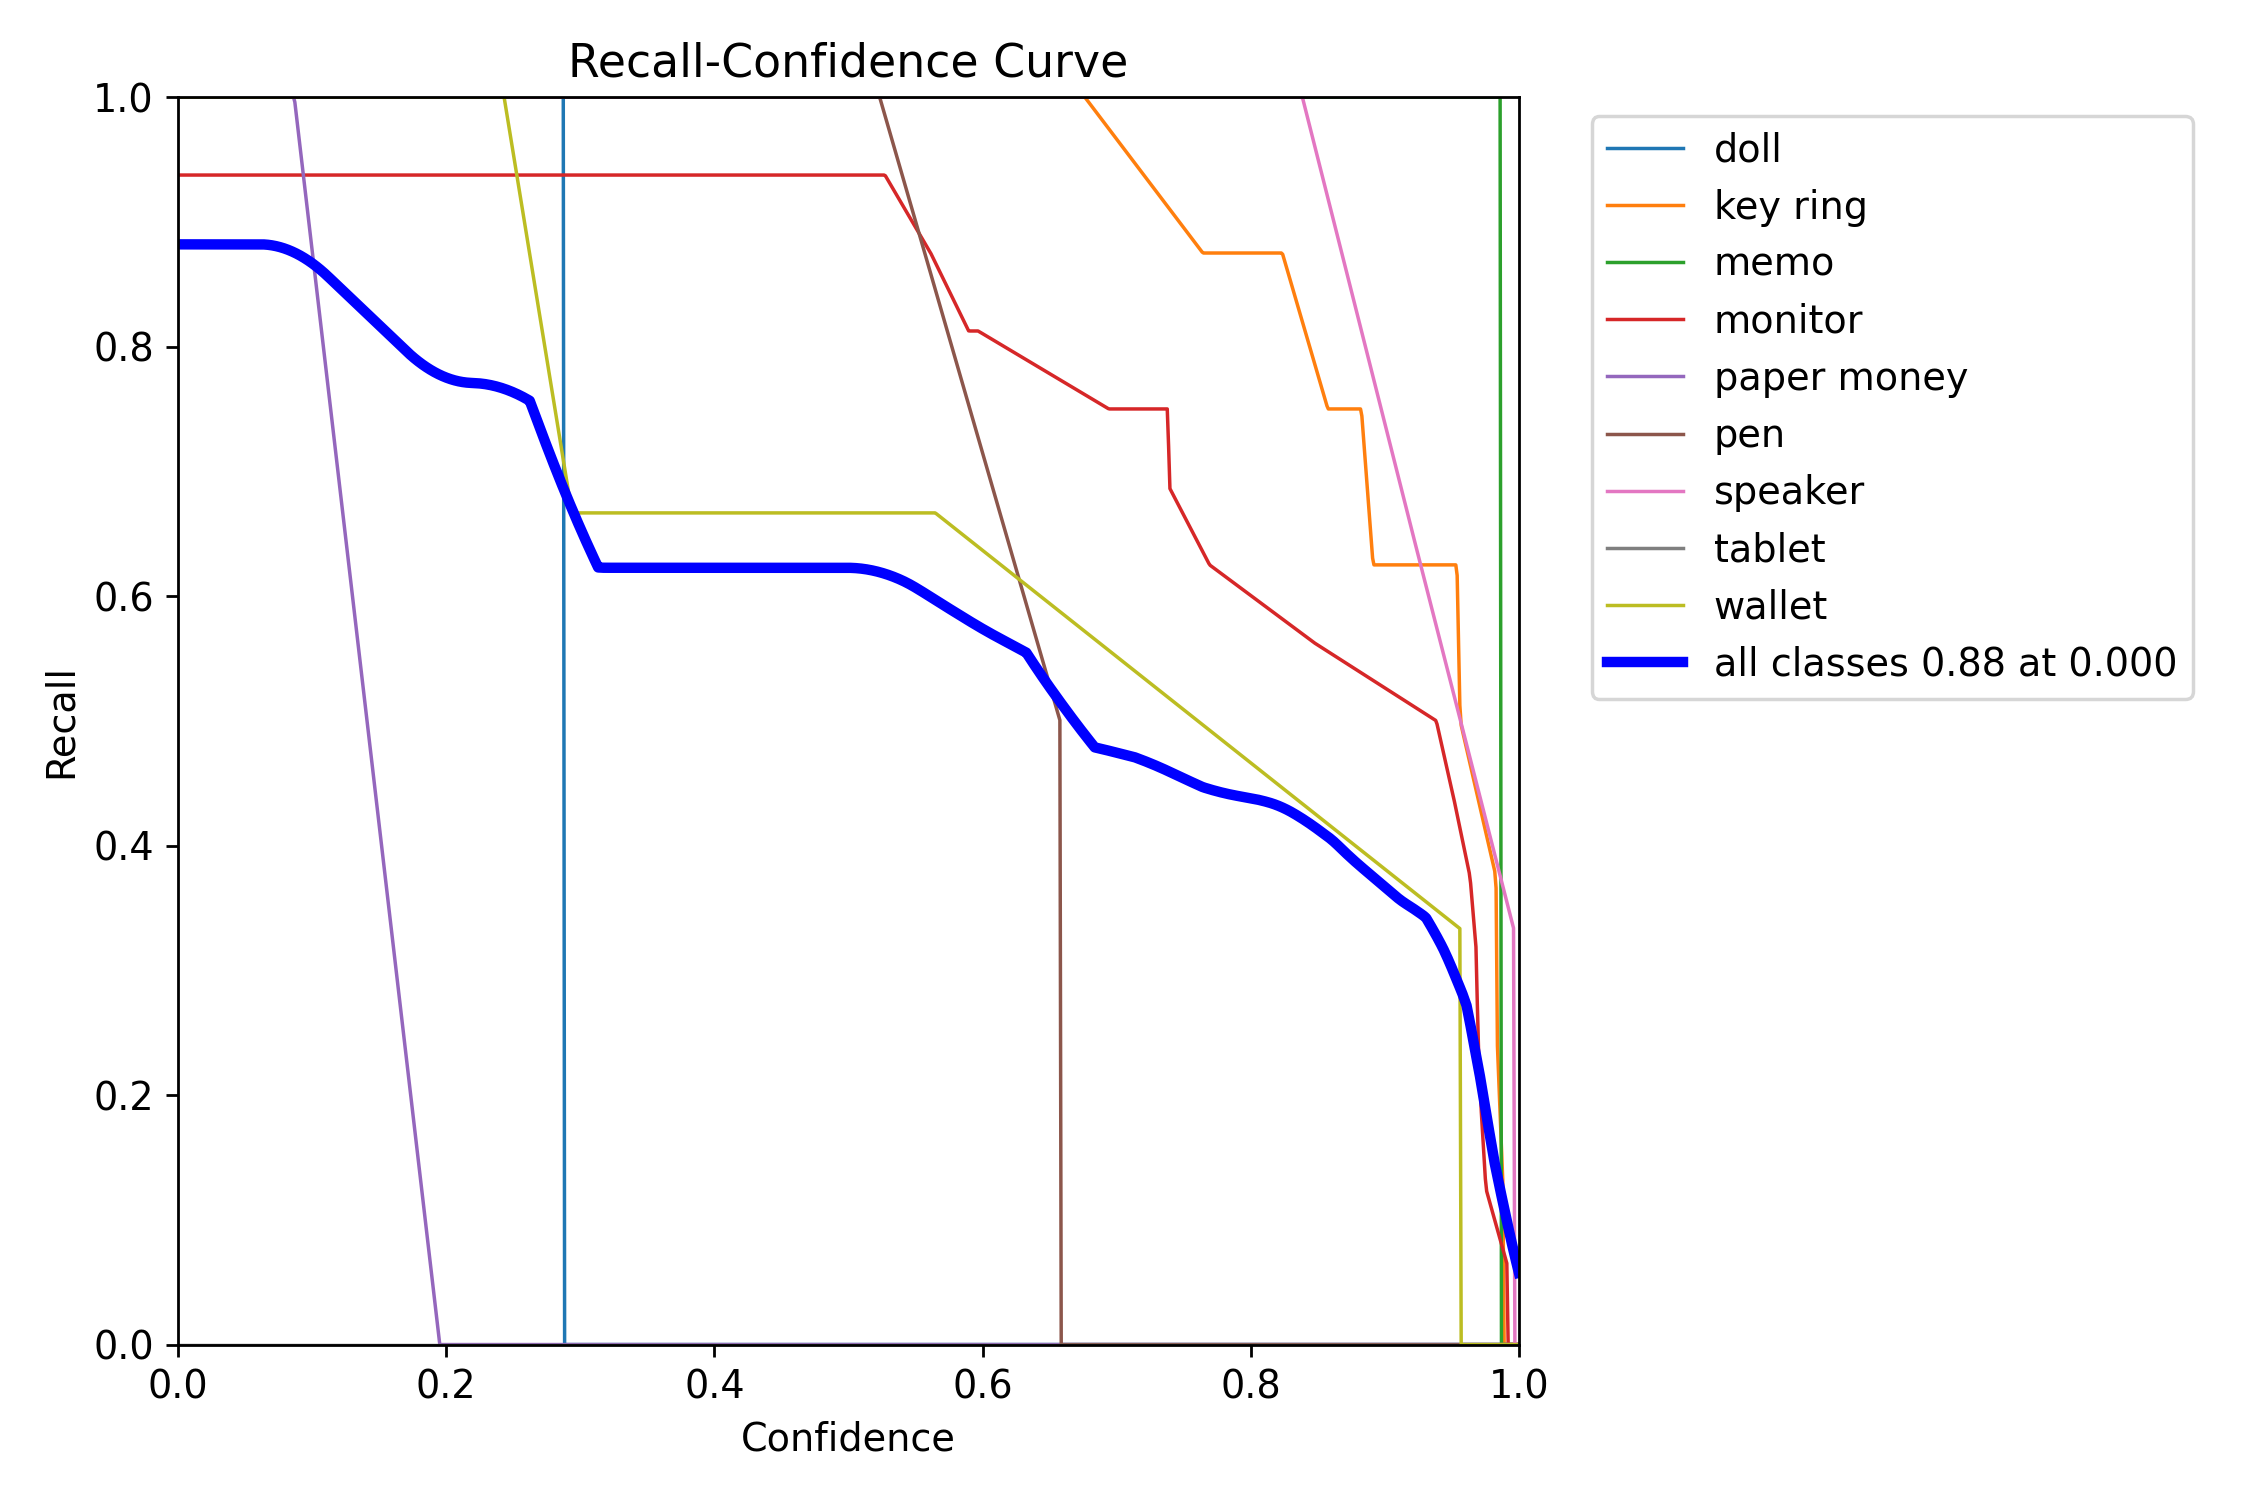 Recall-Confidence Curve
1.0
0.8
0.6
0.4
0.2
0.0
Recall
0.0 0.2 0.4 0.6 0.8 1.0
Confidence
doll
key ring
memo
monitor
paper money
pen
speaker
tablet
wallet
all classes 0.88 at 0.000